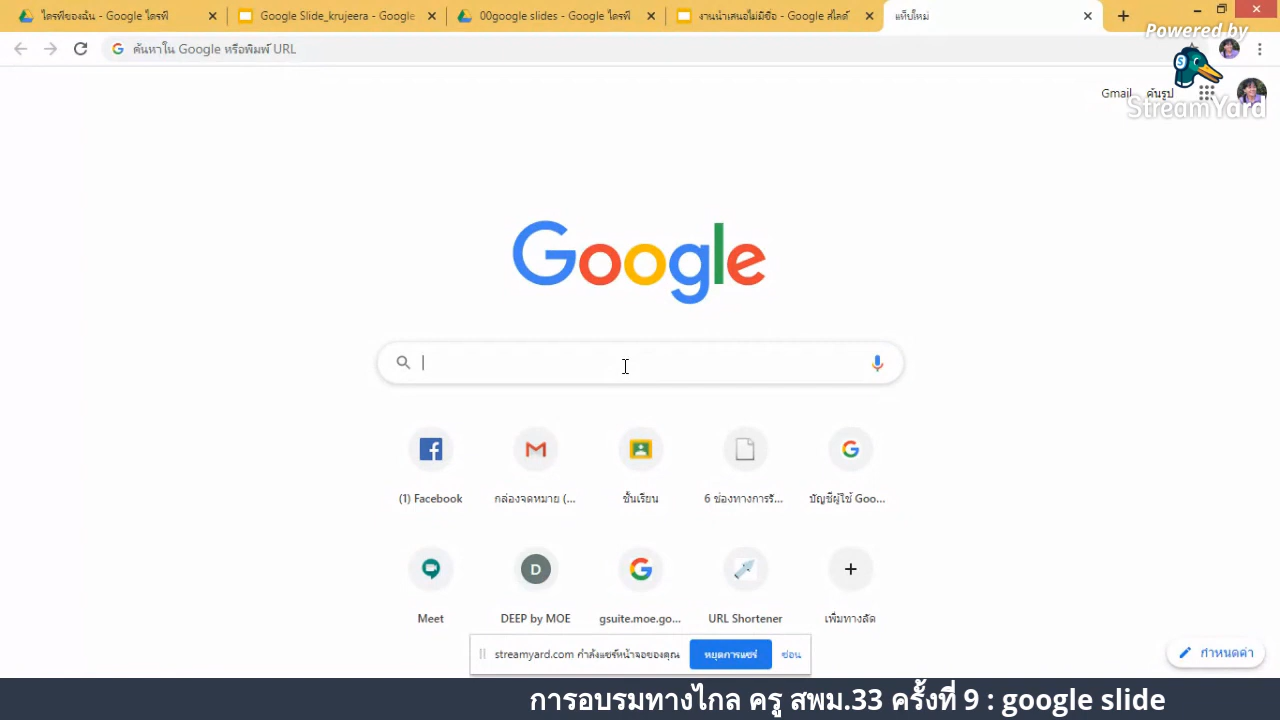 ไดรฟ์ของฉัน - Google ไดรฟ์
Google Slide_krujeera - Google
00google slides - Google ไดรฟ์
งานนำเสนอไม่มีชื่อ - Google สไลด์
แท็บใหม่
ค้นหาใน Google หรือพิมพ์ URL
Powered by
StreamYard
Gmail
ค้นรูป
Google
(1) Facebook
กล่องจดหมาย (...
ชั้นเรียน
6 ช่องทางการรั...
บัญชีผู้ใช้ Goo...
Meet
D
DEEP by MOE
gsuite.moe.go...
URL Shortener
เพิ่มทางลัด
streamyard.com กำลังแชร์หน้าจอของคุณ
หยุดการแชร์
ซ่อน
กำหนดค่า
การอบรมทางไกล ครู สพม.33 ครั้งที่ 9 : google slide